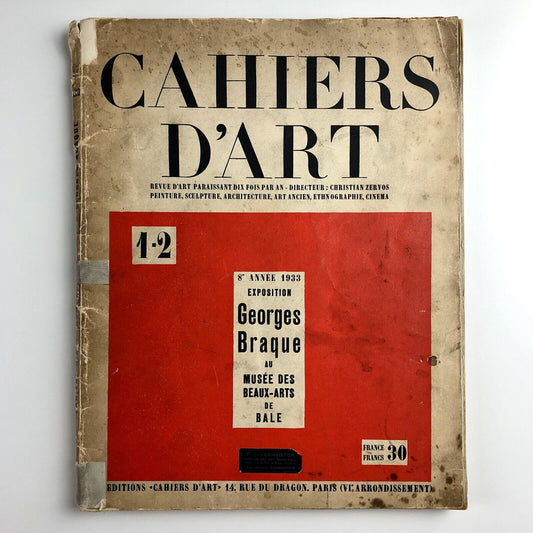 CAHIERS
D'ART
REVUE D'ART PARAISSANT DIX FOIS PAR AN - DIRECTEUR : CHRISTIAN ZERVOS
PEINTURE, SCULPTURE, ARCHITECTURE, ART ANCIEN, ETHNOGRAPHIE, CINEMA
1-2
8e ANNÉE 1933
EXPOSITION
Georges
Braque
AU
MUSÉE DES
BEAUX-ARTS
DE
BALE
FRANCE
FRANCS 30
EDITIONS «CAHIERS D'ART» 14, RUE DU DRAGON. PARIS (VIe ARRONDISSEMENT)